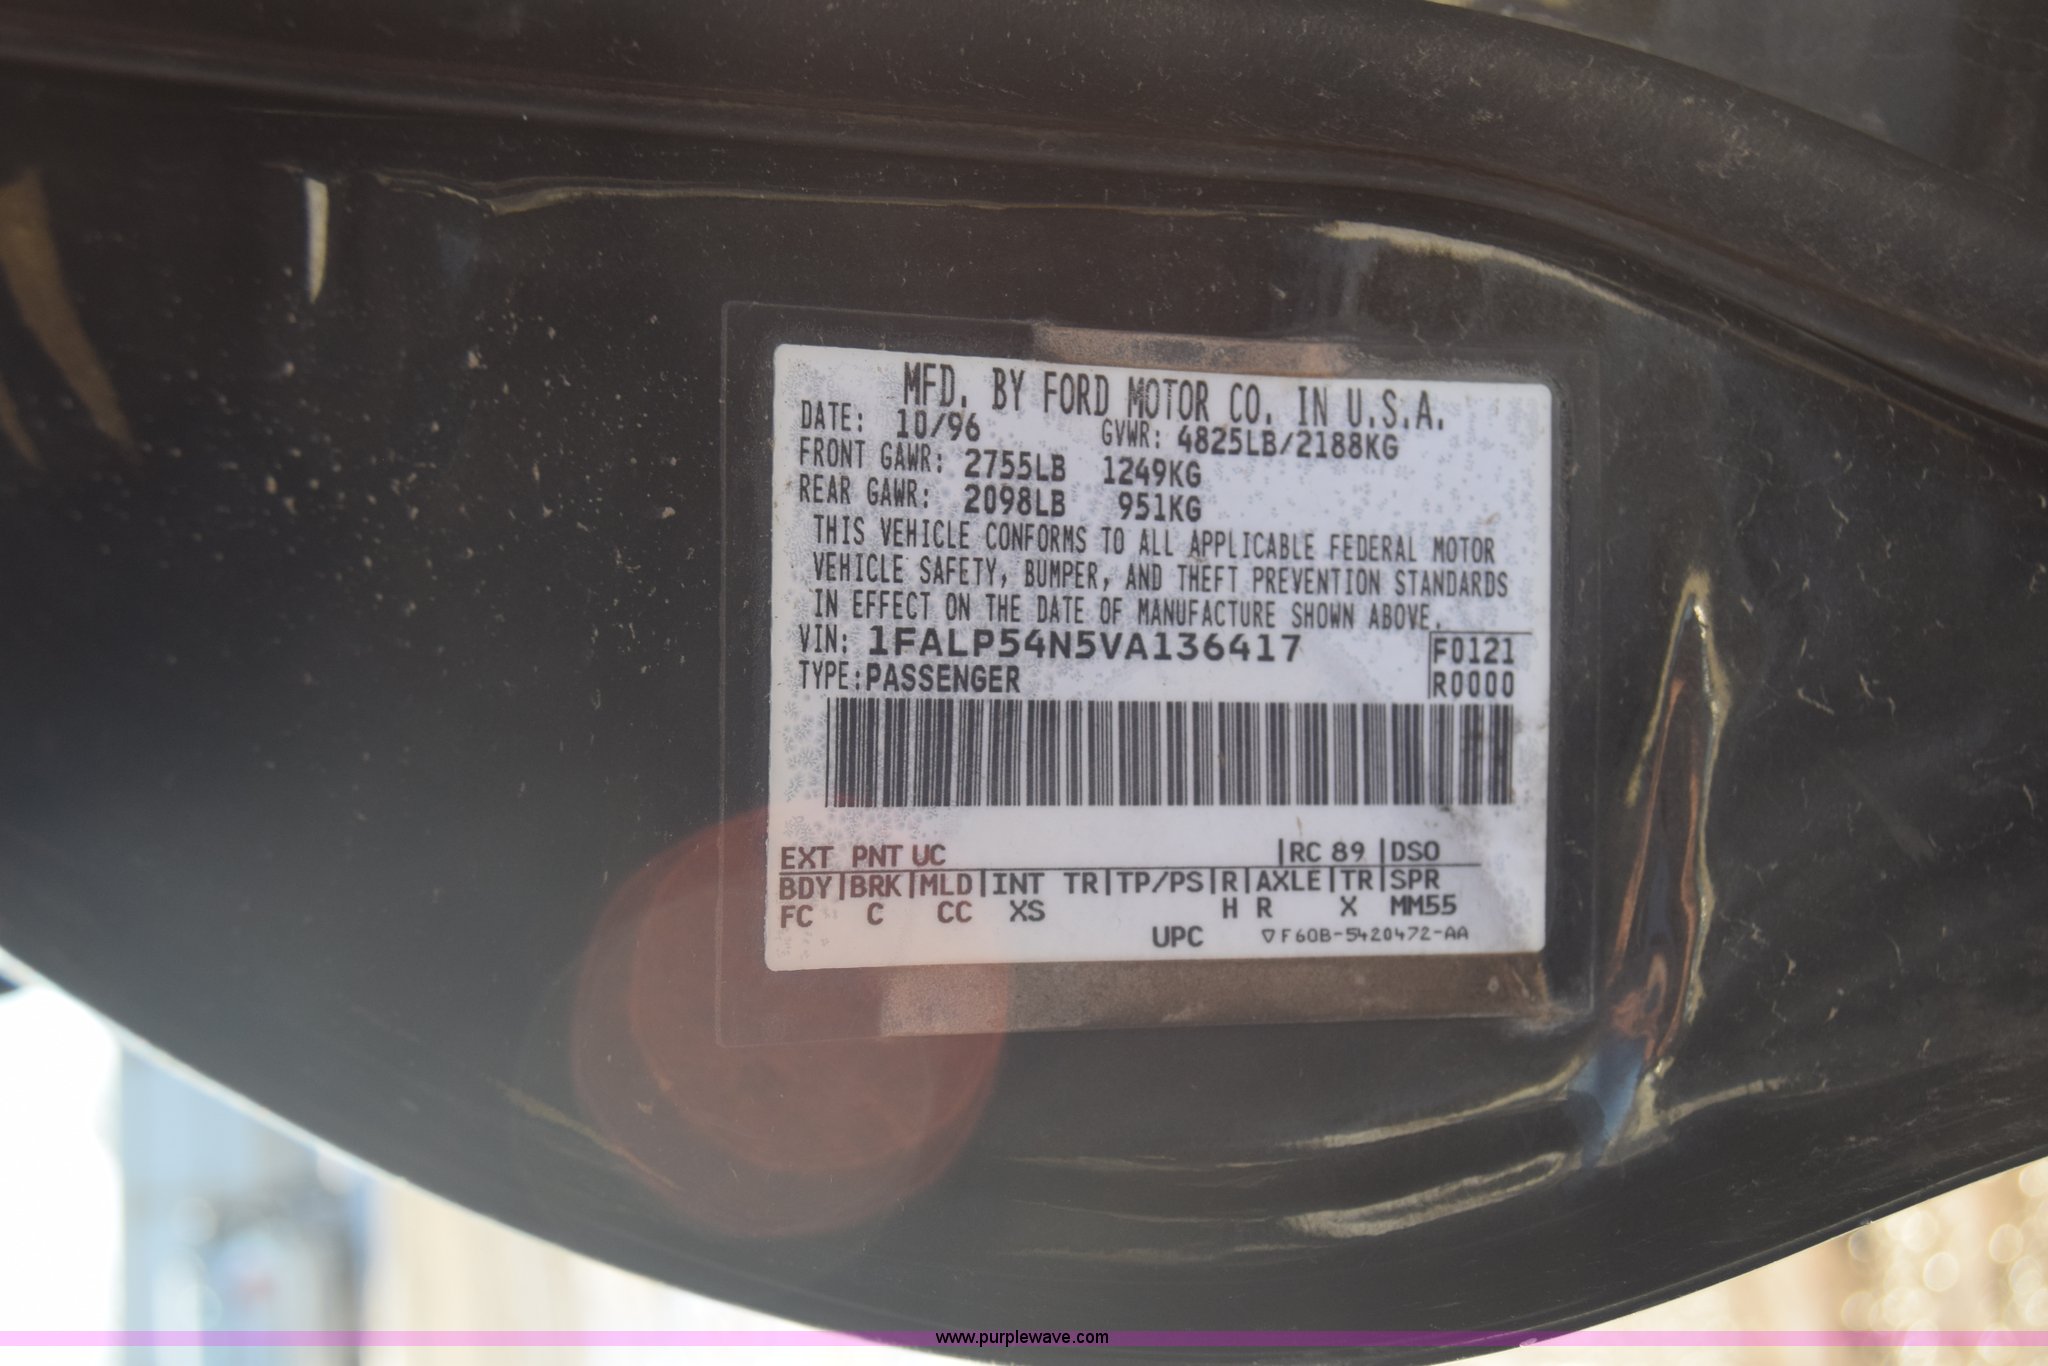 MFD. BY FORD MOTOR CO. IN U.S.A.
DATE: 10/96 GVWR: 4825LB/2188KG
FRONT GAWR: 2755LB 1249KG
REAR GAWR: 2098LB 951KG
THIS VEHICLE CONFORMS TO ALL APPLICABLE FEDERAL MOTOR
VEHICLE SAFETY, BUMPER, AND THEFT PREVENTION STANDARDS
IN EFFECT ON THE DATE OF MANUFACTURE SHOWN ABOVE.
VIN: 1FALP54N5VA136417 F0121
TYPE: PASSENGER R0000
EXT PNT UC RC 89 DSO
BDY BRK MLD INT TR TP/PS R AXLE TR SPR
FC C CC XS H R X MM55
UPC ▽F60B-5420472-AA
www.purplewave.com